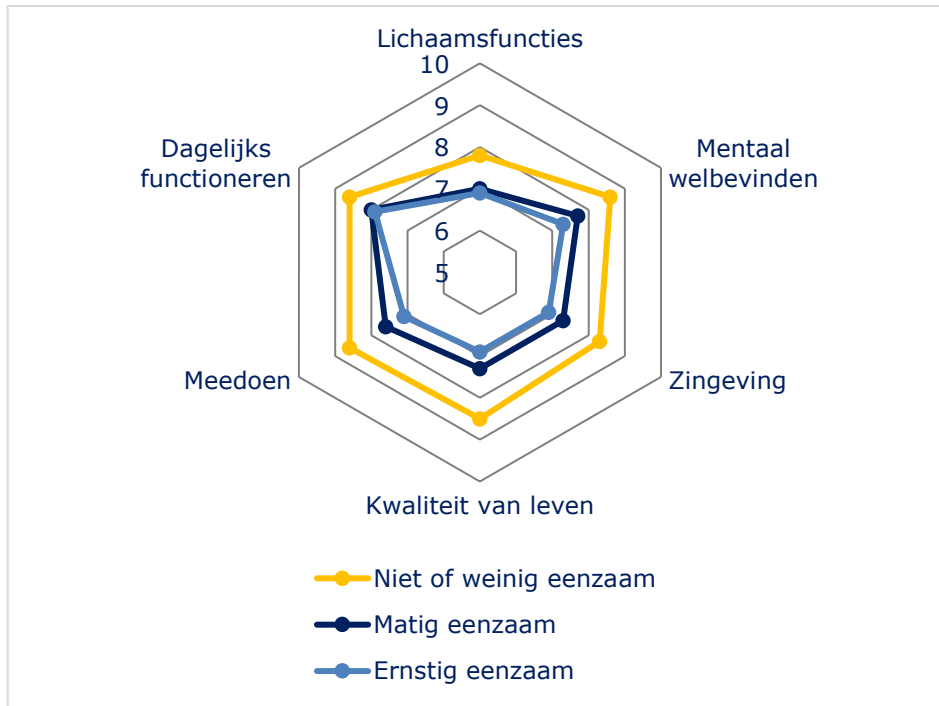 Lichaamsfuncties
10
9
8
7
6
5
Mentaal
welbevinden
Zingeving
Kwaliteit van leven
Meedoen
Dagelijks
functioneren
Niet of weinig eenzaam
Matig eenzaam
Ernstig eenzaam